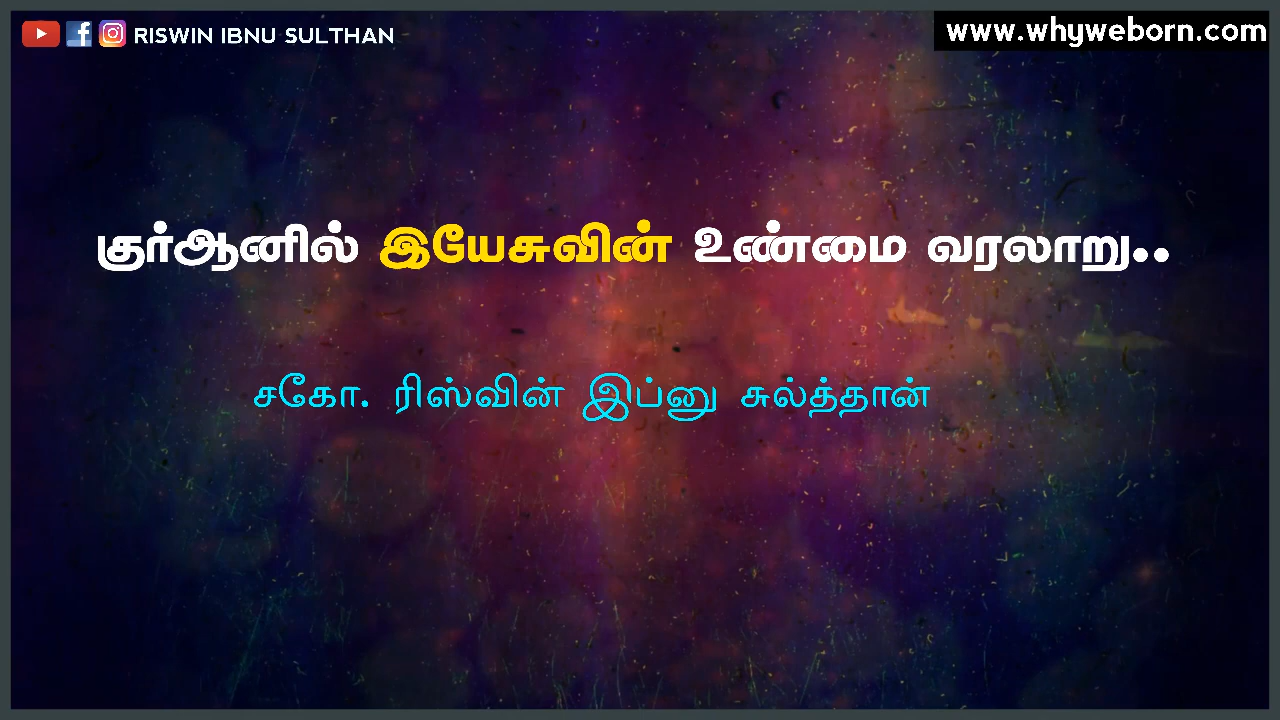 RISWIN IBNU SULTHAN
www.whyweborn.com
குர்ஆனில் இயேசுவின் உண்மை வரலாறு..
சகோ. ரிஸ்வின் இப்னு சுல்த்தான்